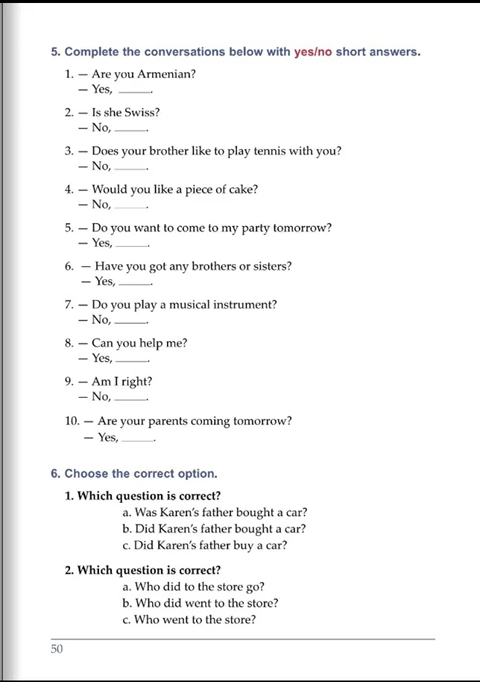 5. Complete the conversations below with yes/no short answers.
1. — Are you Armenian?
— Yes, ______.
2. — Is she Swiss?
— No, ______.
3. — Does your brother like to play tennis with you?
— No, ______.
4. — Would you like a piece of cake?
— No, ______.
5. — Do you want to come to my party tomorrow?
— Yes, ______.
6. — Have you got any brothers or sisters?
— Yes, ______.
7. — Do you play a musical instrument?
— No, ______.
8. — Can you help me?
— Yes, ______.
9. — Am I right?
— No, ______.
10. — Are your parents coming tomorrow?
— Yes, ______.
6. Choose the correct option.
1. Which question is correct?
a. Was Karen's father bought a car?
b. Did Karen's father bought a car?
c. Did Karen's father buy a car?
2. Which question is correct?
a. Who did to the store go?
b. Who did went to the store?
c. Who went to the store?
50